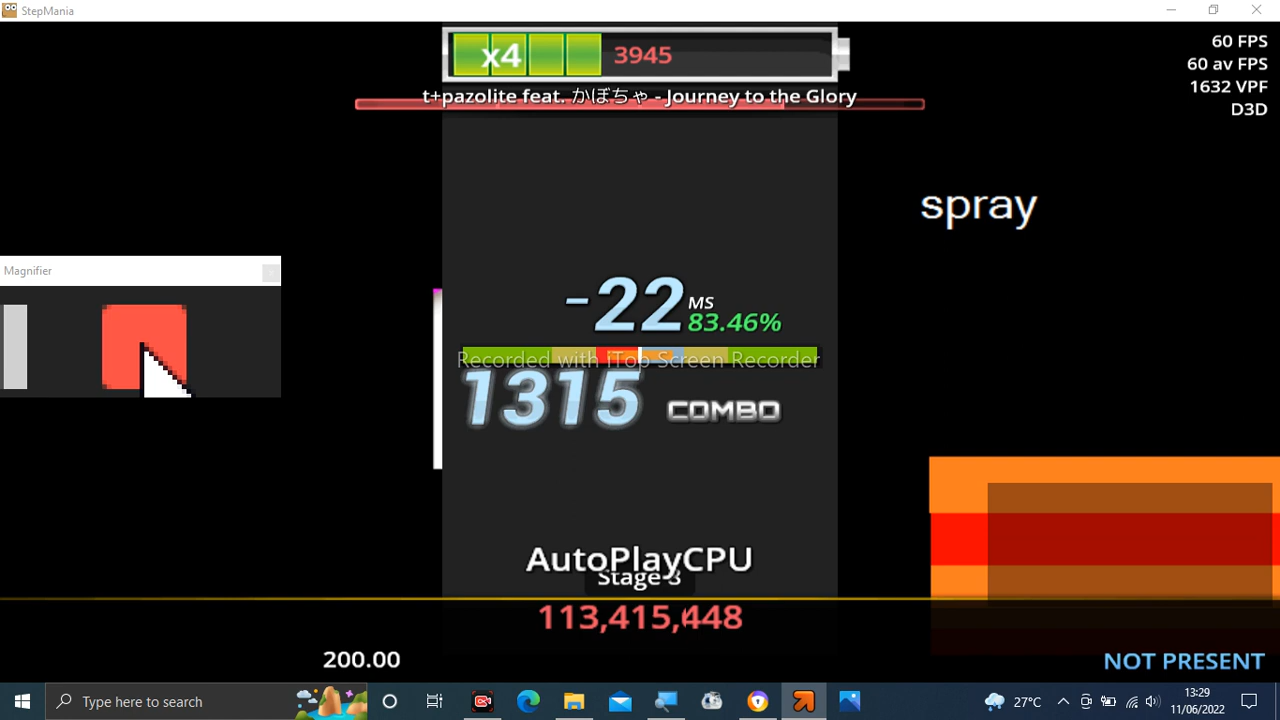 StepMania
60 FPS
60 av FPS
1632 VPF
D3D
x4 3945
t+pazolite feat. かぼちゃ - Journey to the Glory
spray
Magnifier
-22 MS
83.46%
Recorded with iTop Screen Recorder
1315 COMBO
AutoPlayCPU
Stage 3
113,415,448
200.00
NOT PRESENT
Type here to search
27°C
13:29
11/06/2022